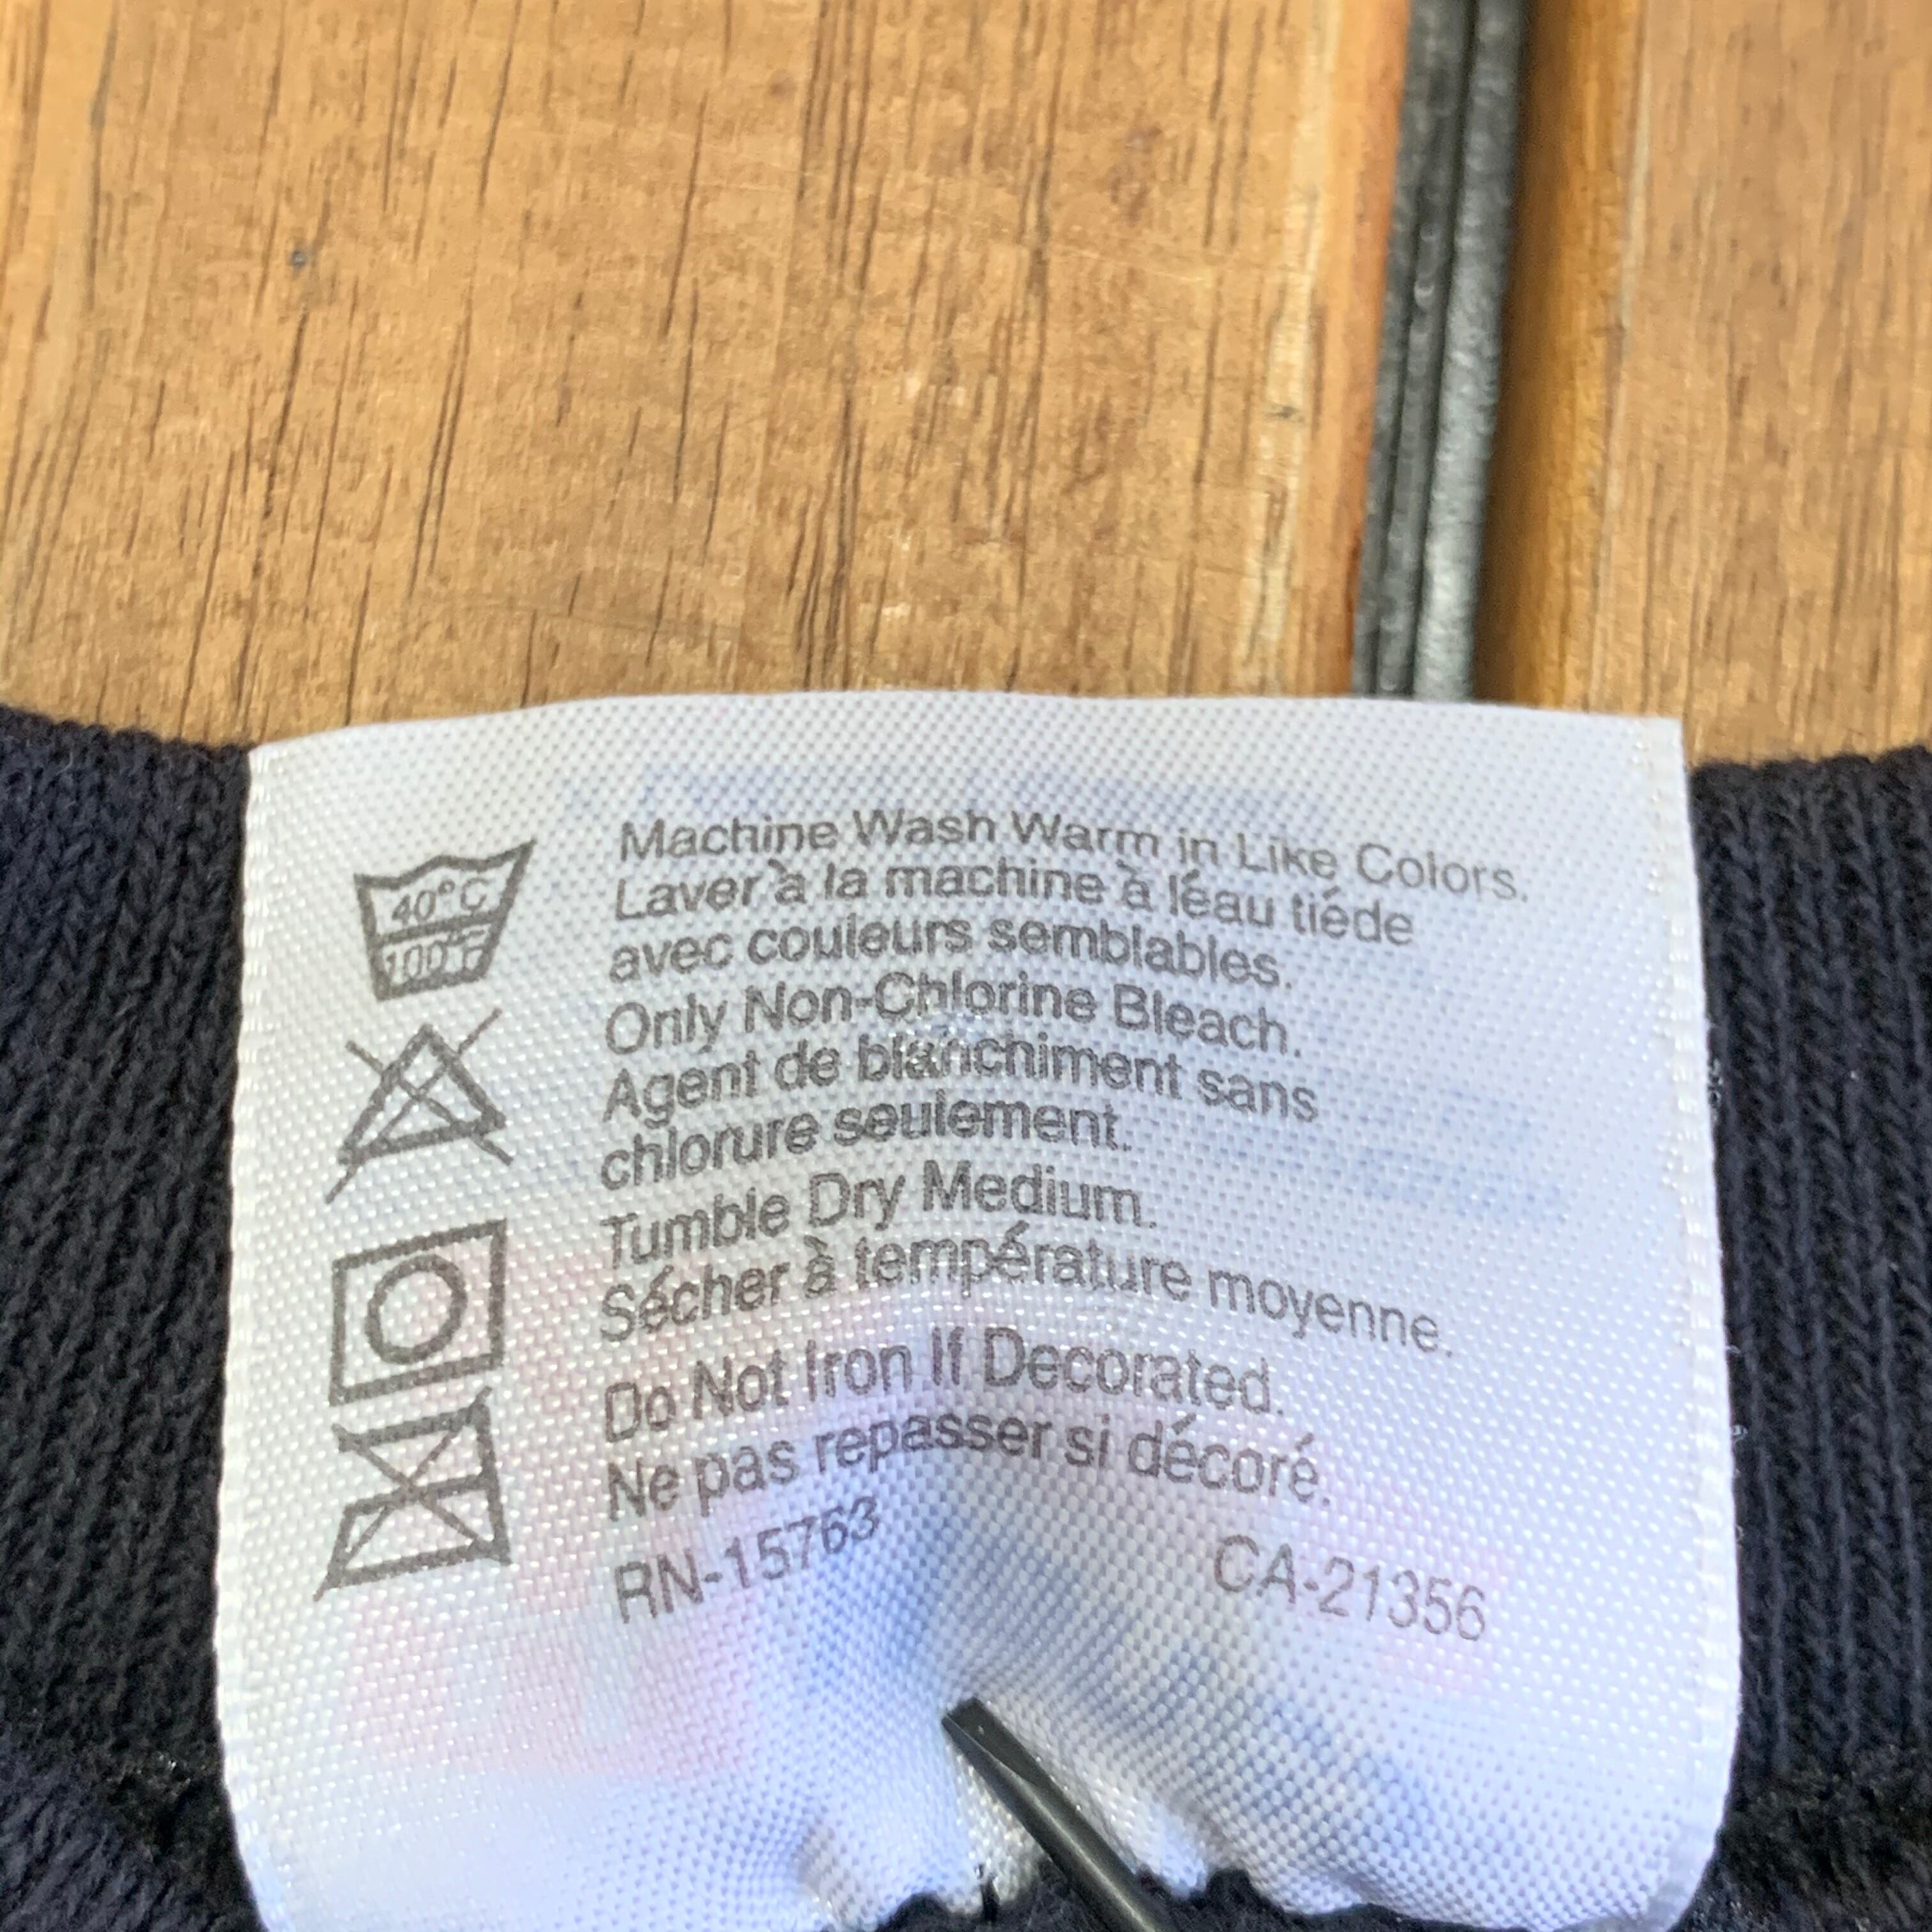 40°C
100°F
Machine Wash Warm in Like Colors.
Laver à la machine à léau tiéde
avec couleurs semblables.
Only Non-Chlorine Bleach.
Agent de blanchiment sans
chlorure seulement.
Tumble Dry Medium.
Sécher à température moyenne.
Do Not Iron If Decorated.
Ne pas repasser si décoré.
RN-15763 CA-21356